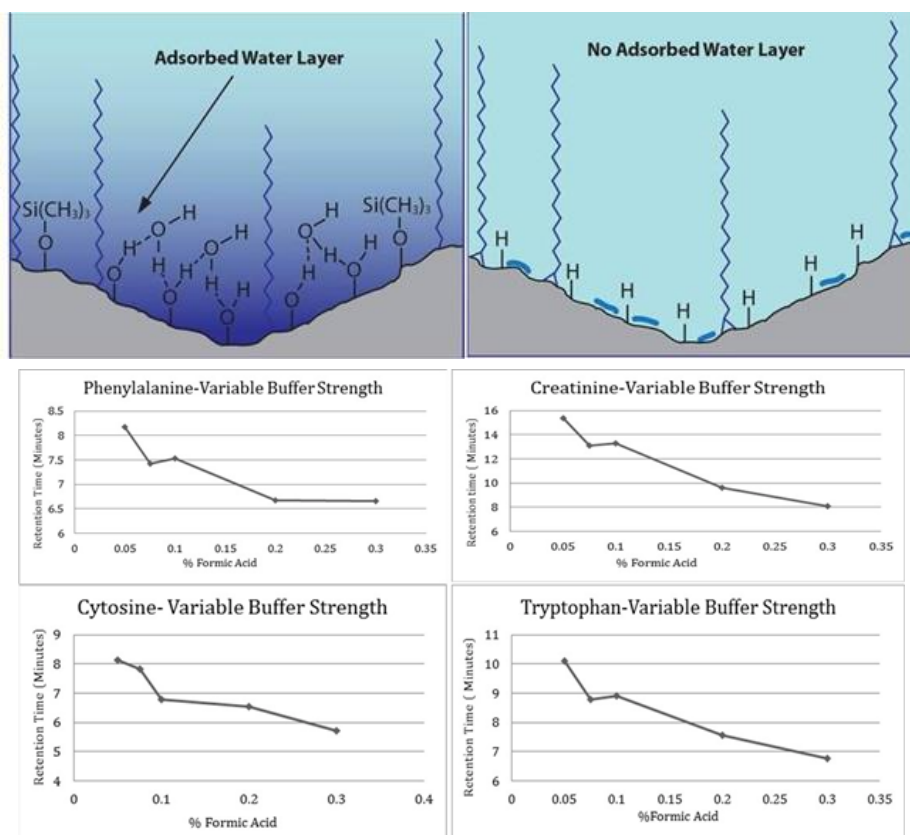 Adsorbed Water Layer
Si(CH3)3
O
H
O
H
H
O
H
O
H
H
O
H
O
H
H
O
H
O
H
O
H
H
O
Si(CH3)3
O
No Adsorbed Water Layer
H
H
H
H
H
H
H
H
Phenylalanine-Variable Buffer Strength
Retention Time (Minutes)
8.5
8
7.5
7
6.5
6
0
0.05
0.1
0.15
0.2
0.25
0.3
0.35
% Formic Acid
Creatinine-Variable Buffer Strength
Retention time (Minutes)
16
14
12
10
8
6
0
0.05
0.1
0.15
0.2
0.25
0.3
0.35
% Formic Acid
Cytosine- Variable Buffer Strength
Retention Time (Minutes)
9
8
7
6
5
4
0
0.1
0.2
0.3
0.4
% Formic Acid
Tryptophan-Variable Buffer Strength
Retention Time ( Minutes)
11
10
9
8
7
6
0
0.05
0.1
0.15
0.2
0.25
0.3
0.35
%Formic Acid